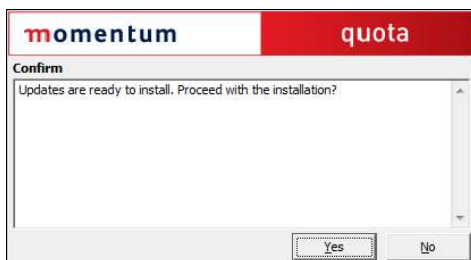 momentum quota
Confirm
Updates are ready to install. Proceed with the installation?
Yes No